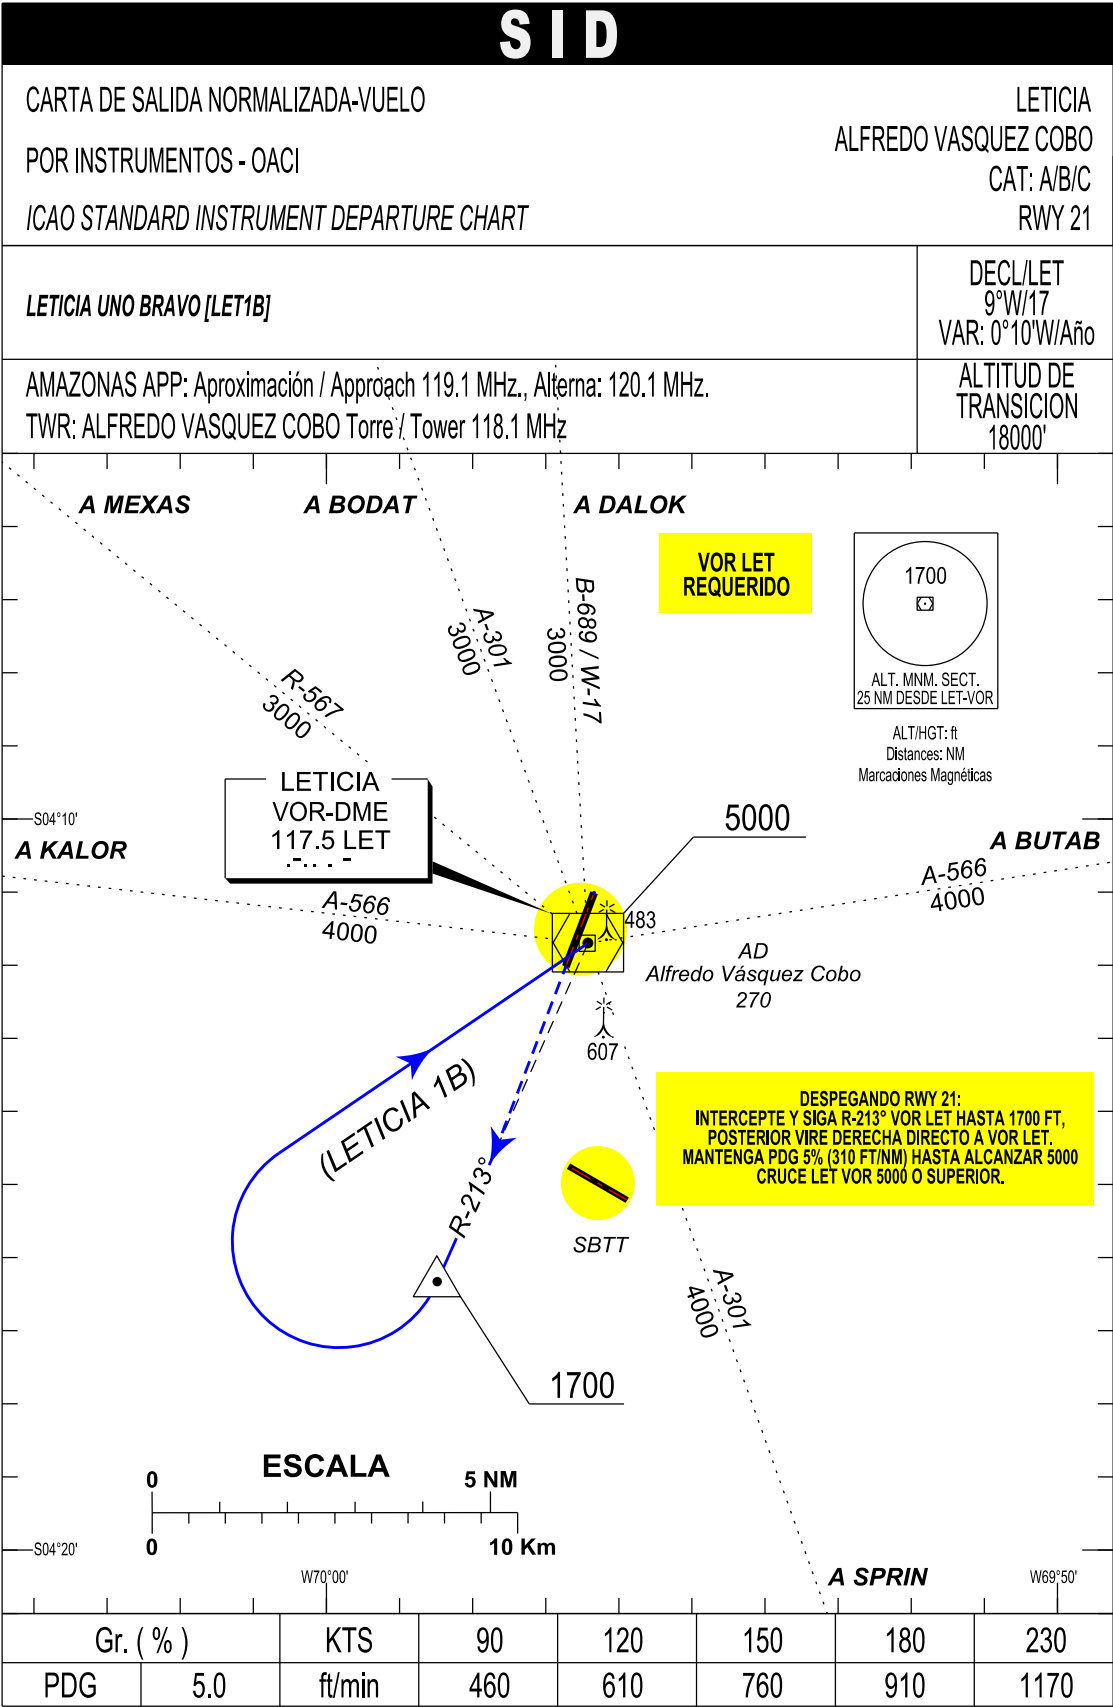 SID
CARTA DE SALIDA NORMALIZADA-VUELO
POR INSTRUMENTOS - OACI
ICAO STANDARD INSTRUMENT DEPARTURE CHART
LETICIA
ALFREDO VASQUEZ COBO
CAT: A/B/C
RWY 21
LETICIA UNO BRAVO [LET1B]
DECL/LET
9°W/17
VAR: 0°10'W/Año
AMAZONAS APP: Aproximación / Approach 119.1 MHz., Alterna: 120.1 MHz.
TWR: ALFREDO VASQUEZ COBO Torre / Tower 118.1 MHz
ALTITUD DE
TRANSICION
18000'
A MEXAS
A BODAT
A DALOK
VOR LET
REQUERIDO
1700
ALT. MNM. SECT.
25 NM DESDE LET-VOR
ALT/HGT: ft
Distances: NM
Marcaciones Magnéticas
A-301
3000
B-689 / W-17
3000
R-567
3000
LETICIA
VOR-DME
117.5 LET
S04°10'
5000
A KALOR
A BUTAB
A-566
4000
A-566
4000
483
AD
Alfredo Vásquez Cobo
270
607
(LETICIA 1B)
R-213°
DESPEGANDO RWY 21:
INTERCEPTE Y SIGA R-213° VOR LET HASTA 1700 FT,
POSTERIOR VIRE DERECHA DIRECTO A VOR LET.
MANTENGA PDG 5% (310 FT/NM) HASTA ALCANZAR 5000
CRUCE LET VOR 5000 O SUPERIOR.
SBTT
A-301
4000
1700
ESCALA
0 5 NM
0 10 Km
S04°20'
W70°00'
A SPRIN
W69°50'
Gr. ( % ) KTS 90 120 150 180 230
PDG 5.0 ft/min 460 610 760 910 1170